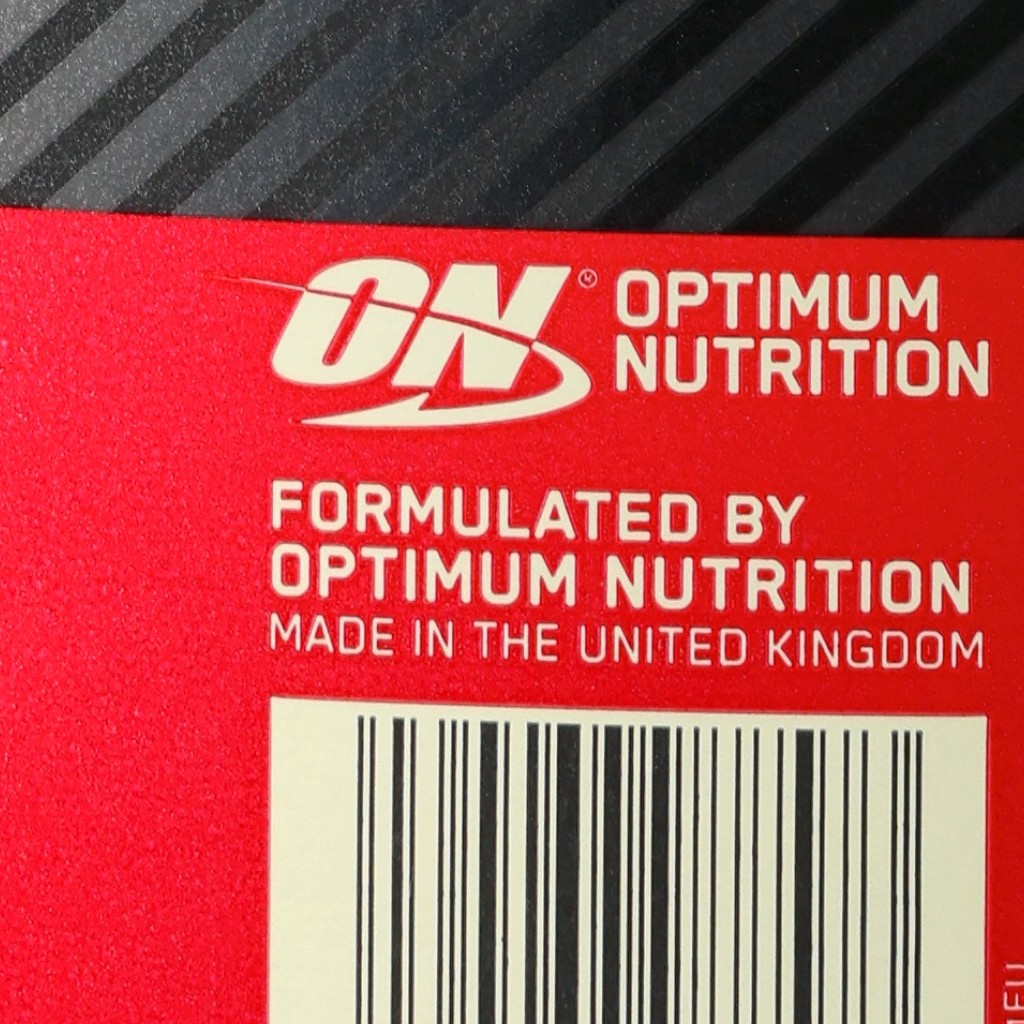 ON®
OPTIMUM
NUTRITION
FORMULATED BY
OPTIMUM NUTRITION
MADE IN THE UNITED KINGDOM